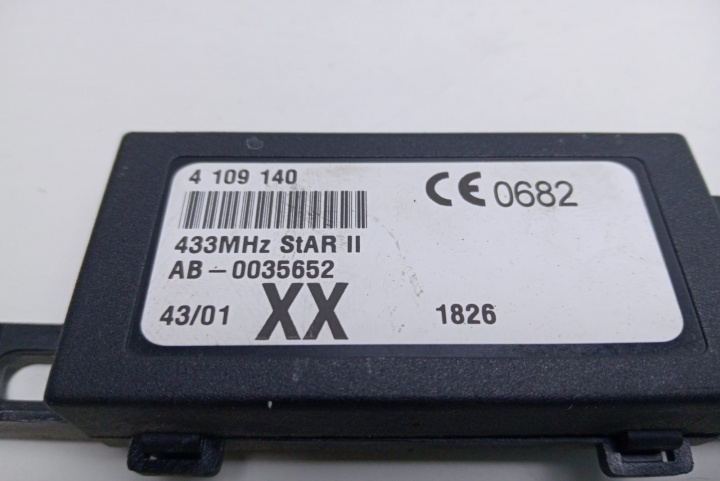 4 109 140
CE 0682
433MHz StAR II
AB-0035652
43/01 XX 1826